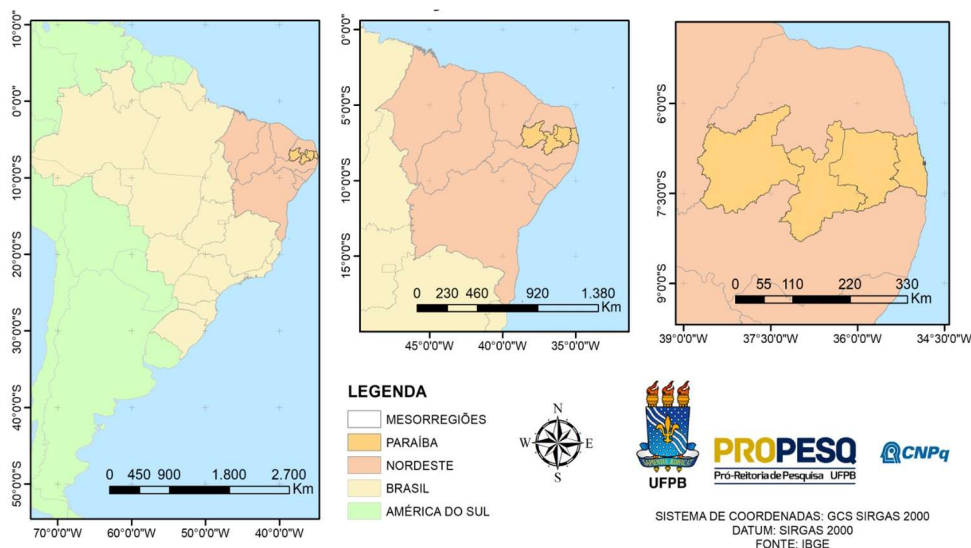 10°0'0"N
0°0'0"
10°0'0"S
20°0'0"S
30°0'0"S
40°0'0"S
50°0'0"S
70°0'0"W 60°0'0"W 50°0'0"W 40°0'0"W
0 450 900 1.800 2.700
Km
0°0'0"
5°0'0"S
10°0'0"S
15°0'0"S
45°0'0"W 40°0'0"W 35°0'0"W
0 230 460 920 1.380
Km
6°0'0"S
7°30'0"S
9°0'0"S
39°0'0"W 37°30'0"W 36°0'0"W 34°30'0"W
0 55 110 220 330
Km
LEGENDA
MESORREGIÕES
PARAÍBA
NORDESTE
BRASIL
AMÉRICA DO SUL
N
W E
S
UFPB
PROPESQ
Pró-Reitoria de Pesquisa UFPB
CNPq
SISTEMA DE COORDENADAS: GCS SIRGAS 2000
DATUM: SIRGAS 2000
FONTE: IBGE